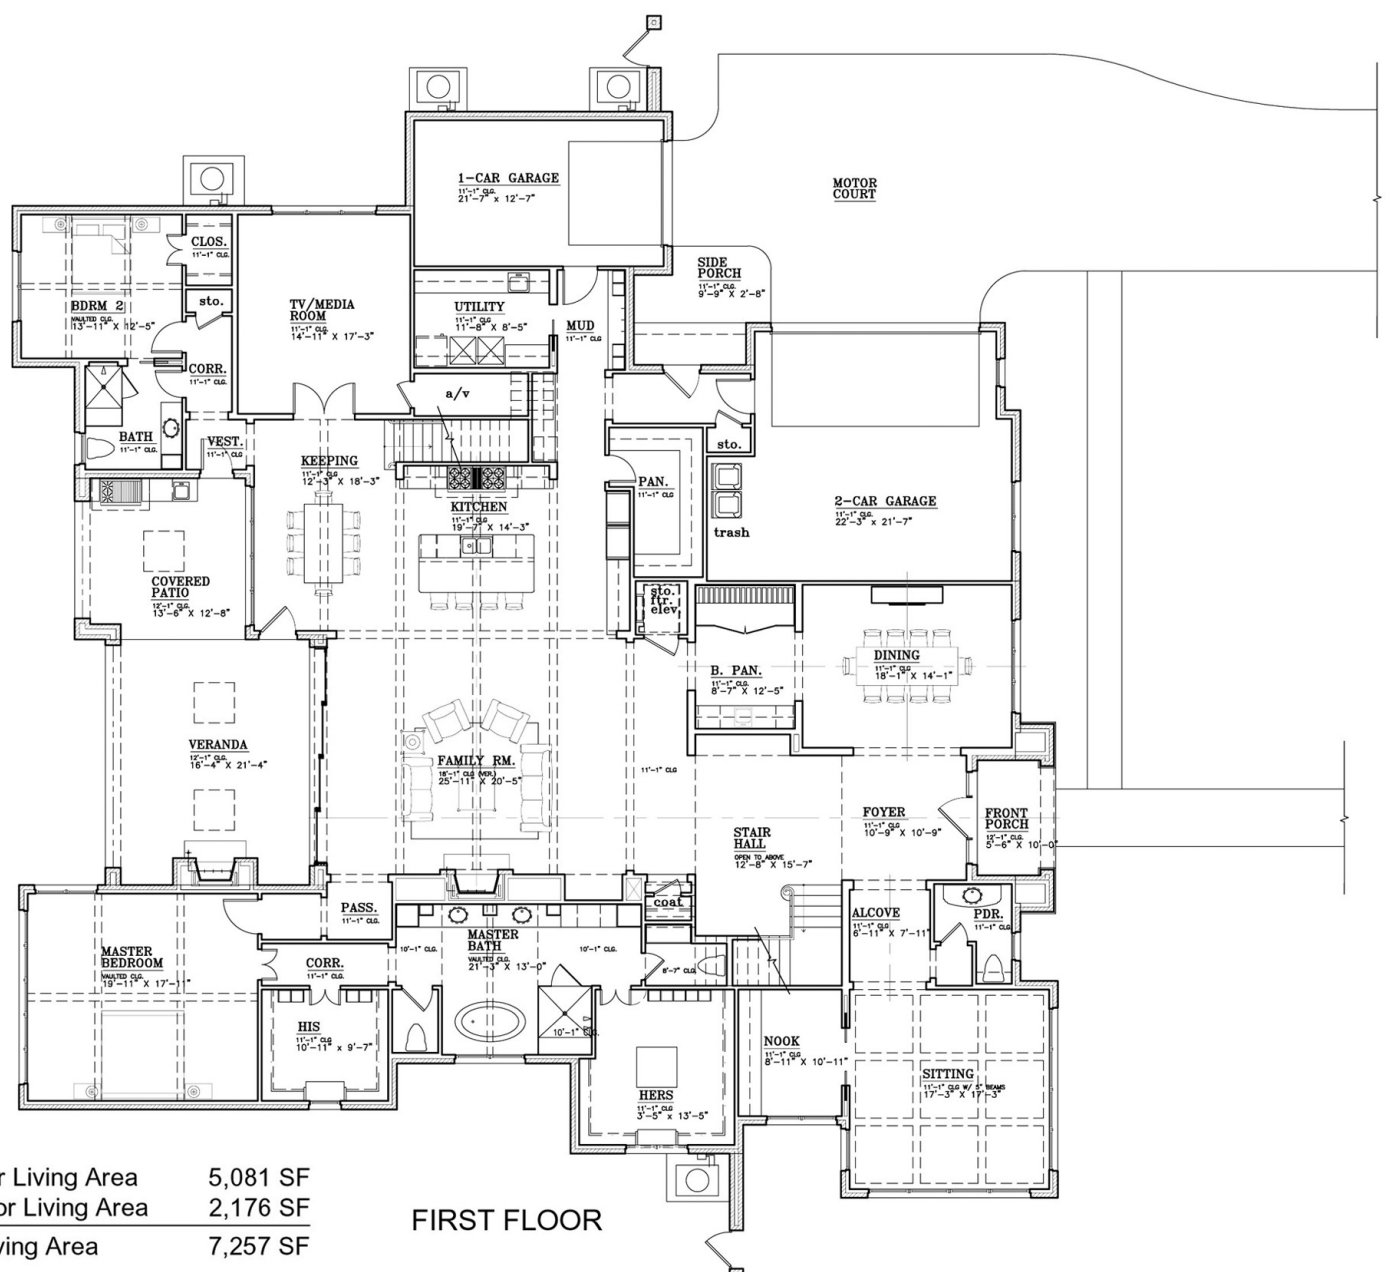 1-CAR GARAGE
11'-1" CLG.
21'-7" X 12'-7"
MOTOR
COURT
CLOS.
11'-1" CLG.
SIDE
PORCH
11'-1" CLG.
9'-9" X 2'-8"
BDRM 2
VAULTED CLG.
13'-11" X 12'-5"
sto.
TV/MEDIA
ROOM
11'-1" CLG.
14'-11" X 17'-3"
UTILITY
11'-1" CLG.
11'-8" X 8'-5"
MUD
11'-1" CLG.
CORR.
11'-1" CLG.
a/v
BATH
11'-1" CLG.
VEST.
11'-1" CLG.
KEEPING
11'-1" CLG
12'-3" X 18'-3"
sto.
KITCHEN
11'-1" CLG
19'-7" X 14'-3"
PAN.
11'-1" CLG
2-CAR GARAGE
11'-1" CLG.
22'-3" X 21'-7"
trash
COVERED
PATIO
12'-1" CLG.
13'-6" X 12'-8"
sto.
ftr.
elev
B. PAN.
11'-1" CLG.
8'-7" X 12'-5"
DINING
11'-1" CLG
18'-1" X 14'-1"
VERANDA
12'-1" CLG.
16'-4" X 21'-4"
FAMILY RM.
18'-1" CLG (VER.)
25'-11" X 20'-5"
11'-1" CLG
STAIR
HALL
OPEN TO ABOVE
12'-8" X 15'-7"
FOYER
11'-1" CLG
10'-9" X 10'-9"
FRONT
PORCH
12'-1" CLG.
5'-6" X 10'-0"
PASS.
11'-1" CLG.
coat
ALCOVE
11'-1" CLG
6'-11" X 7'-11"
PDR.
11'-1" CLG.
MASTER
BEDROOM
VAULTED CLG.
19'-11" X 17'-11"
CORR.
11'-1" CLG.
10'-1" CLG.
MASTER
BATH
VAULTED CLG.
21'-3" X 13'-0"
10'-1" CLG.
8'-7" CLG.
HIS
11'-1" CLG
10'-11" X 9'-7"
10'-1" CLG.
HERS
11'-1" CLG
3'-5" X 13'-5"
NOOK
11'-1" CLG
8'-11" X 10'-11"
SITTING
11'-1" CLG W/ 5" BEAMS
17'-3" X 17'-3"
r Living Area 5,081 SF
or Living Area 2,176 SF
ving Area 7,257 SF
FIRST FLOOR